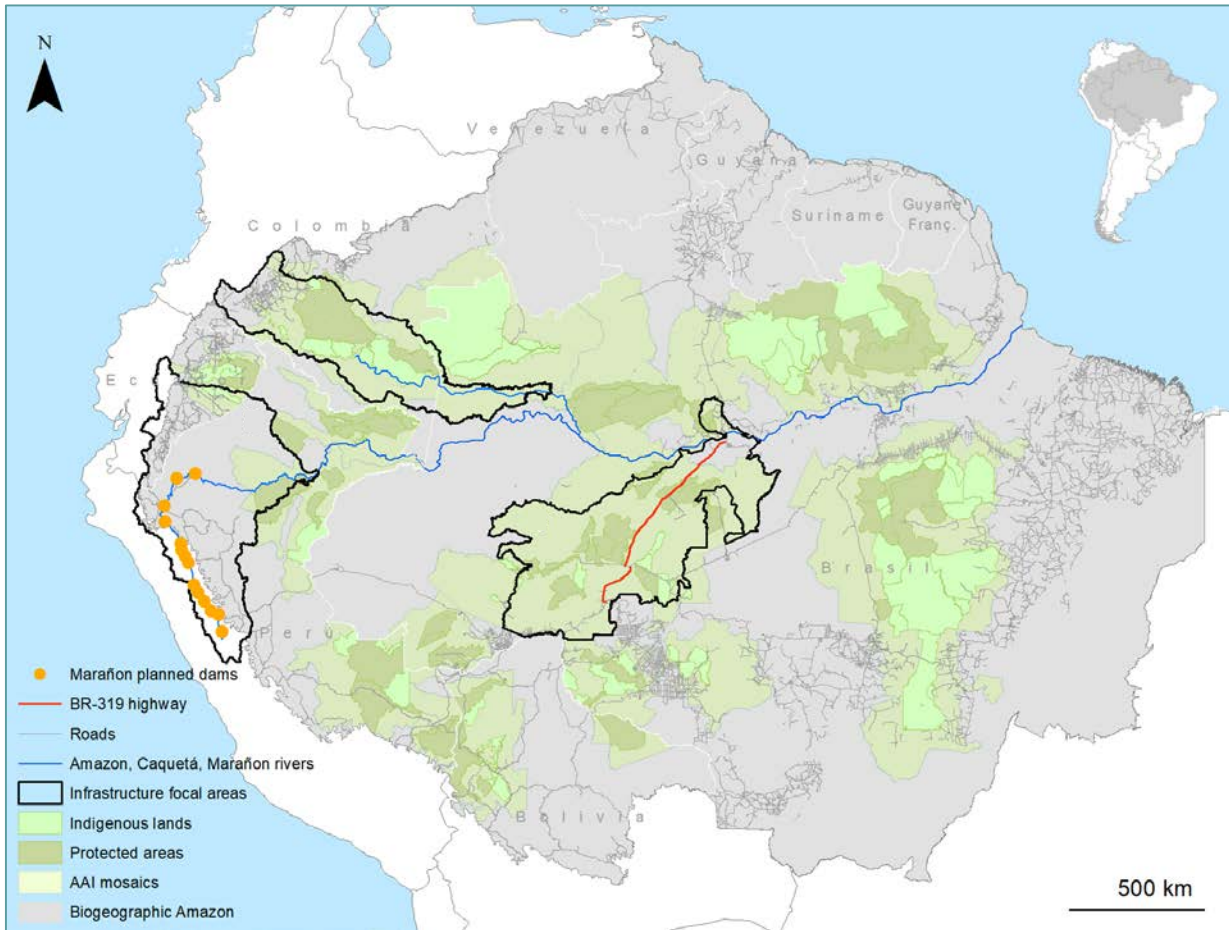 N
Venezuela
Guyana
Suriname
Guyane
Franç.
Colombia
Ec
Brasil
Perú
Bolivia
Marañon planned dams
BR-319 highway
Roads
Amazon, Caquetá, Marañon rivers
Infrastructure focal areas
Indigenous lands
Protected areas
AAI mosaics
Biogeographic Amazon
500 km